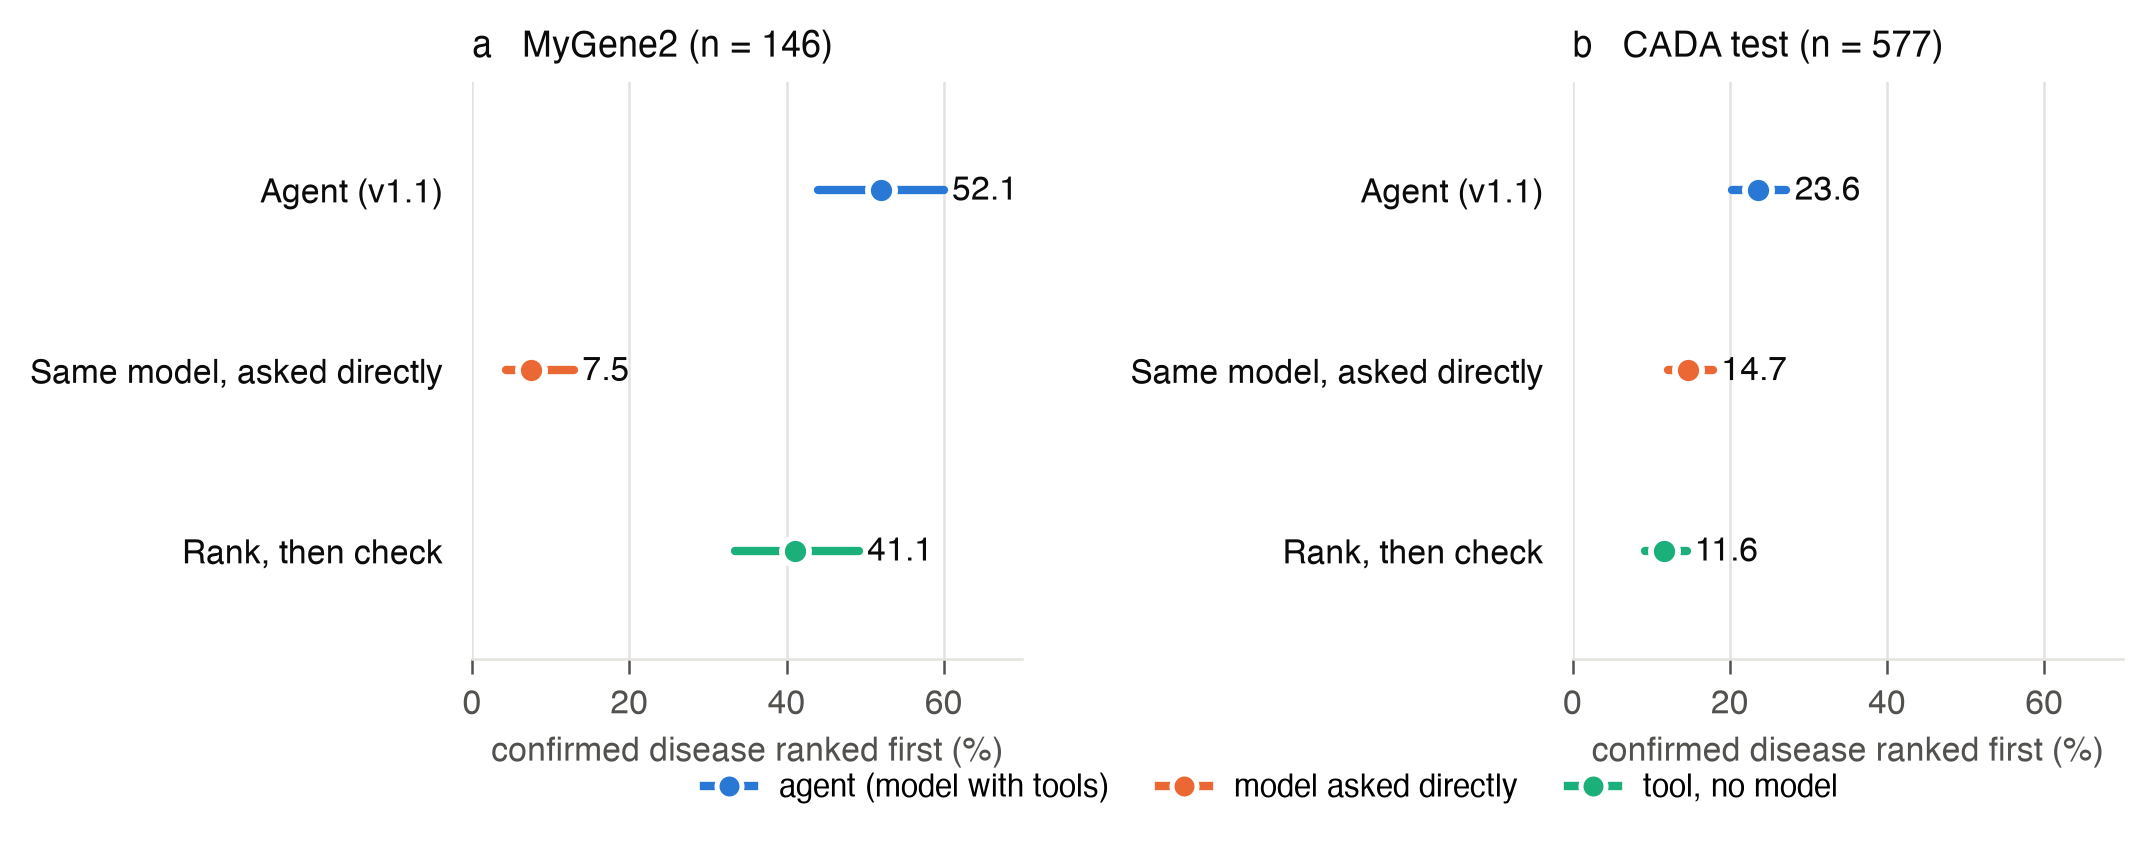 a MyGene2 (n = 146)
Agent (v1.1)
52.1
Same model, asked directly
7.5
Rank, then check
41.1
0 20 40 60
confirmed disease ranked first (%)
b CADA test (n = 577)
Agent (v1.1)
23.6
Same model, asked directly
14.7
Rank, then check
11.6
0 20 40 60
confirmed disease ranked first (%)
agent (model with tools) model asked directly tool, no model